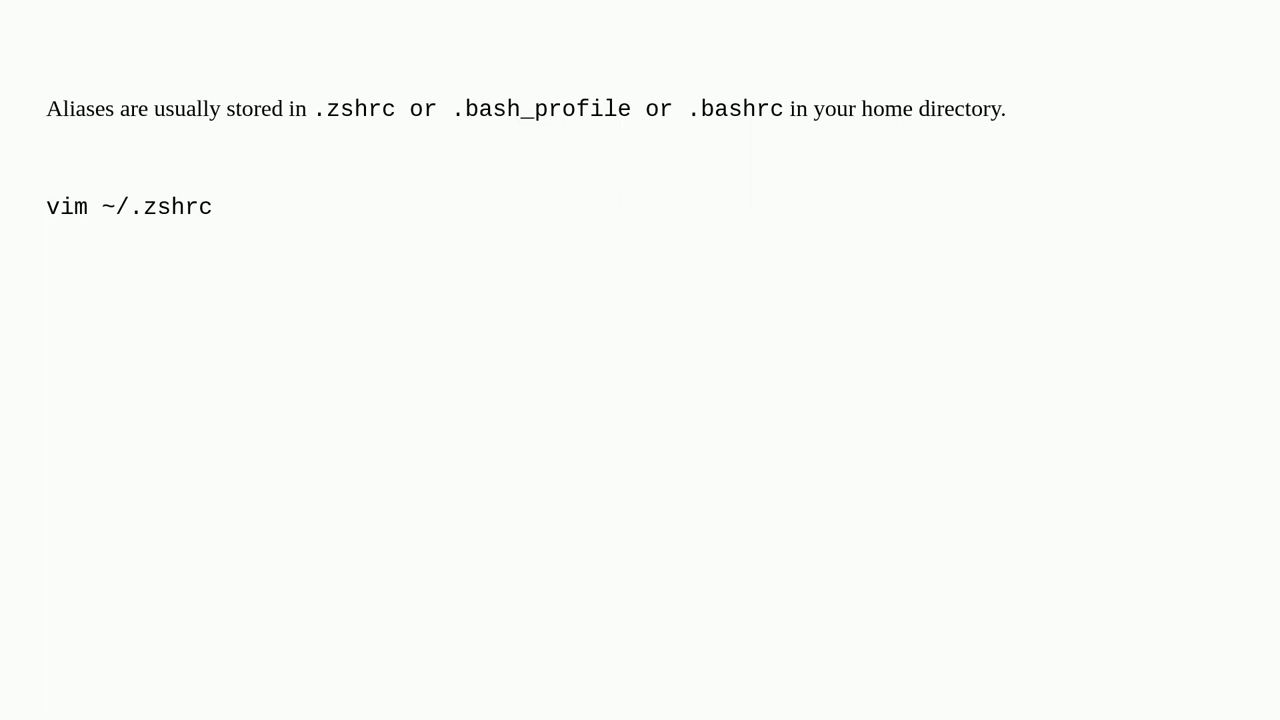 Aliases are usually stored in .zshrc or .bash_profile or .bashrc in your home directory.
vim ~/.zshrc